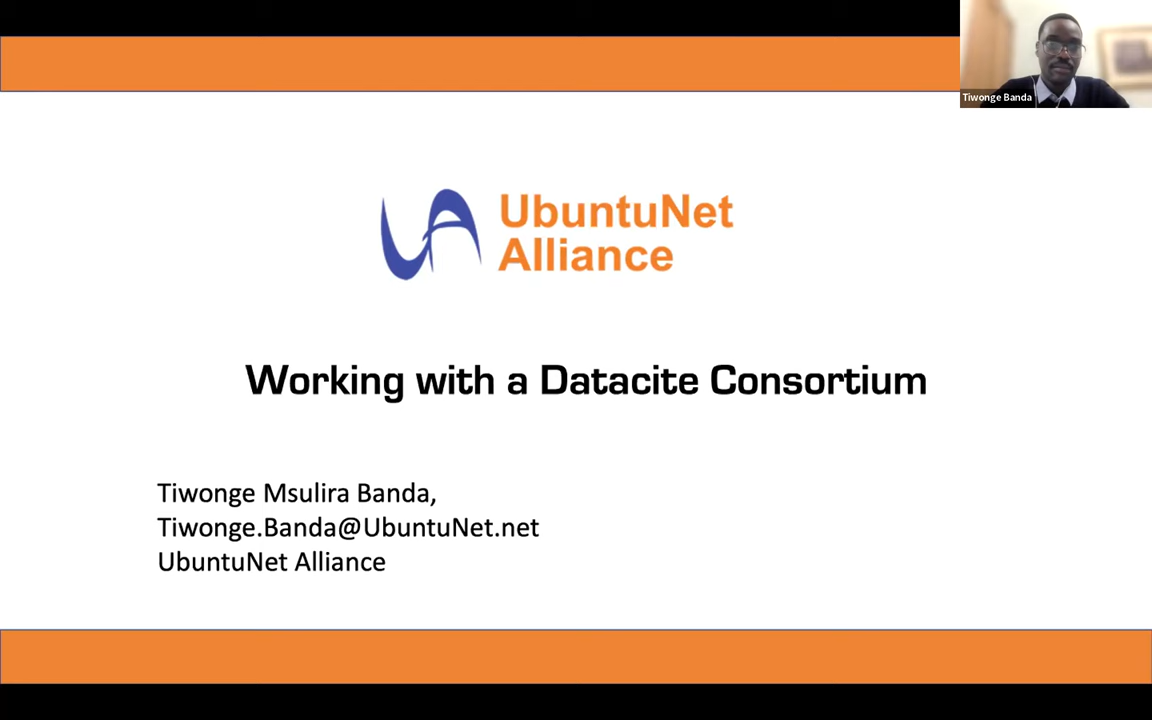 Tiwonge Banda
UbuntuNet
Alliance
Working with a Datacite Consortium
Tiwonge Msulira Banda,
Tiwonge.Banda@UbuntuNet.net
UbuntuNet Alliance